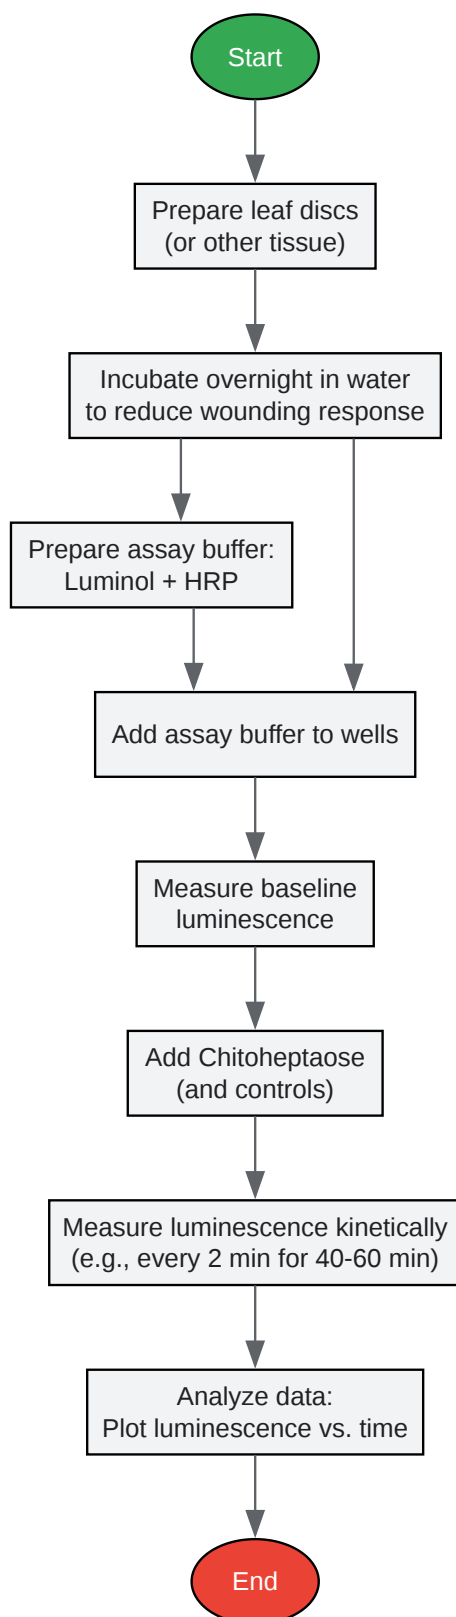 Start
Prepare leaf discs
(or other tissue)
Incubate overnight in water
to reduce wounding response
Prepare assay buffer:
Luminol + HRP
Add assay buffer to wells
Measure baseline
luminescence
Add Chitoheptaose
(and controls)
Measure luminescence kinetically
(e.g., every 2 min for 40-60 min)
Analyze data:
Plot luminescence vs. time
End